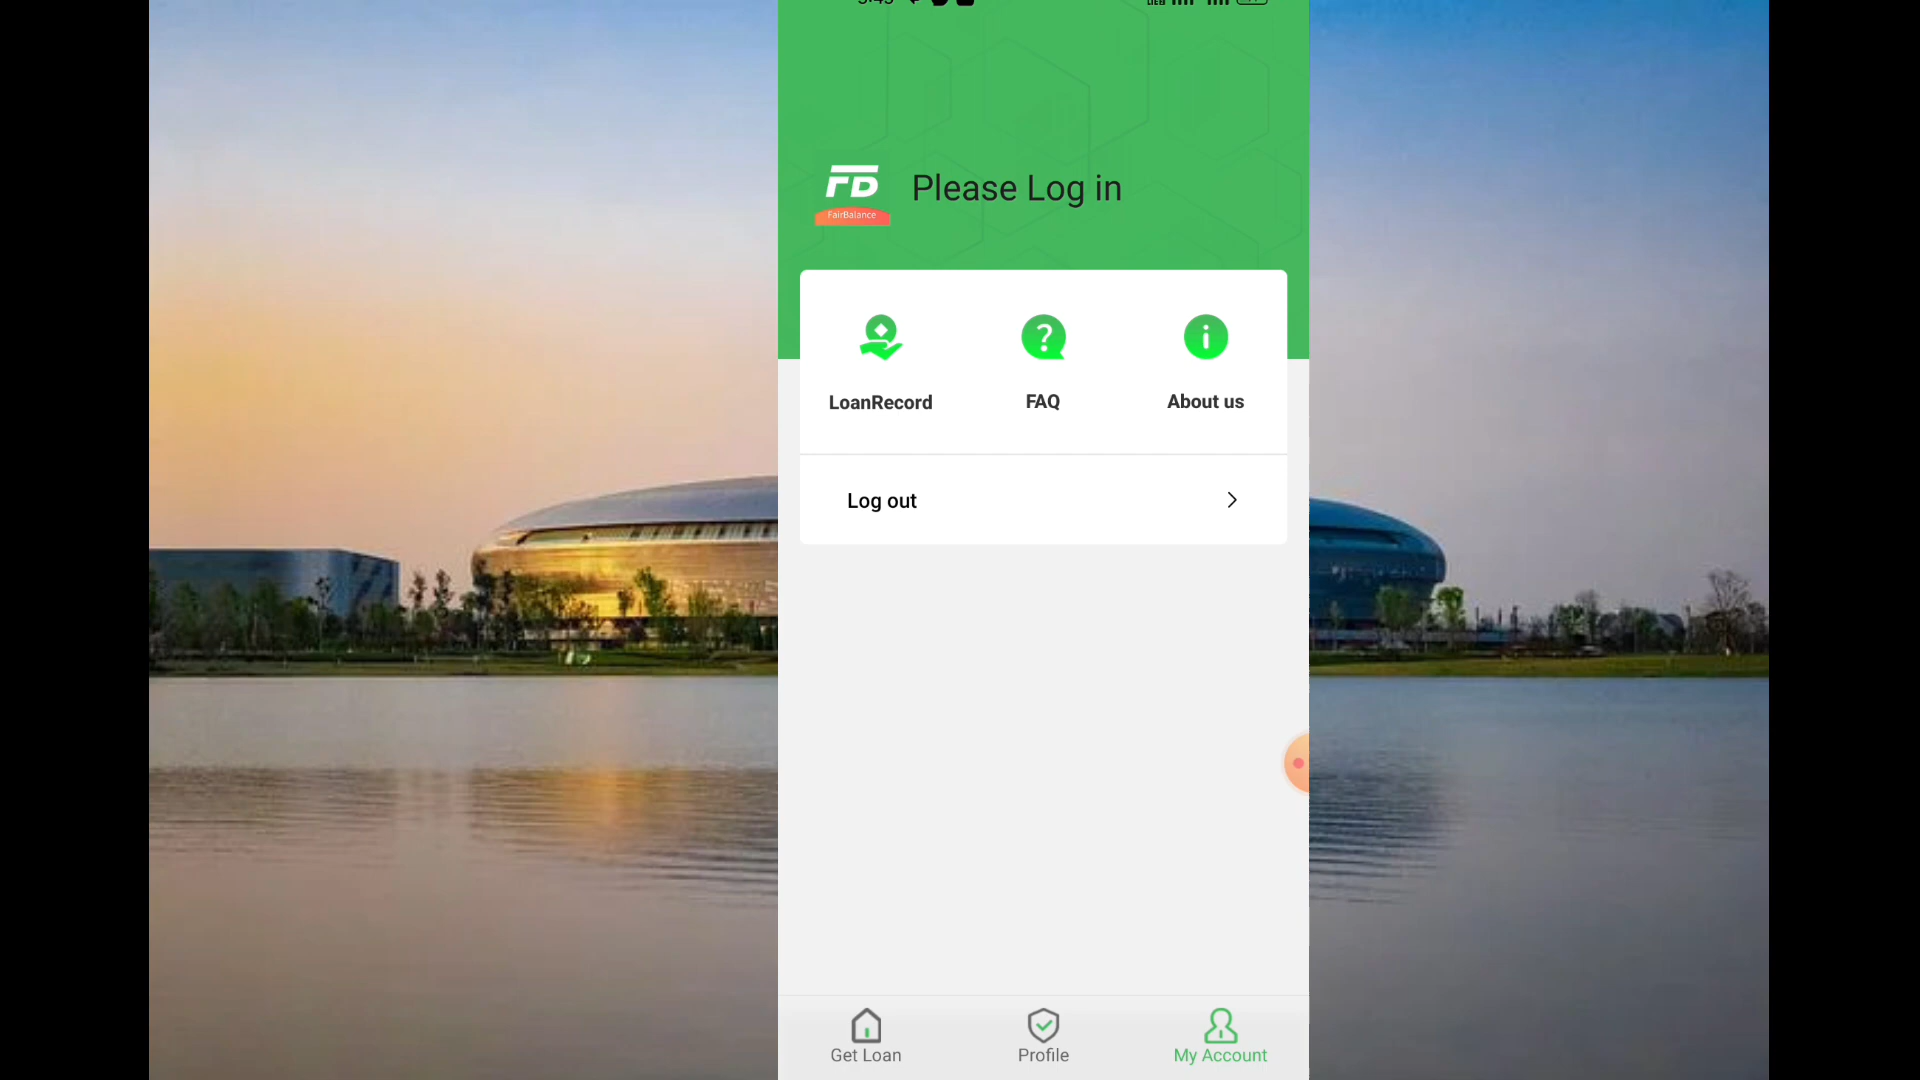 FD
Please Log in
FairBalance
LoanRecord
FAQ
About us
Log out
Get Loan
Profile
My Account